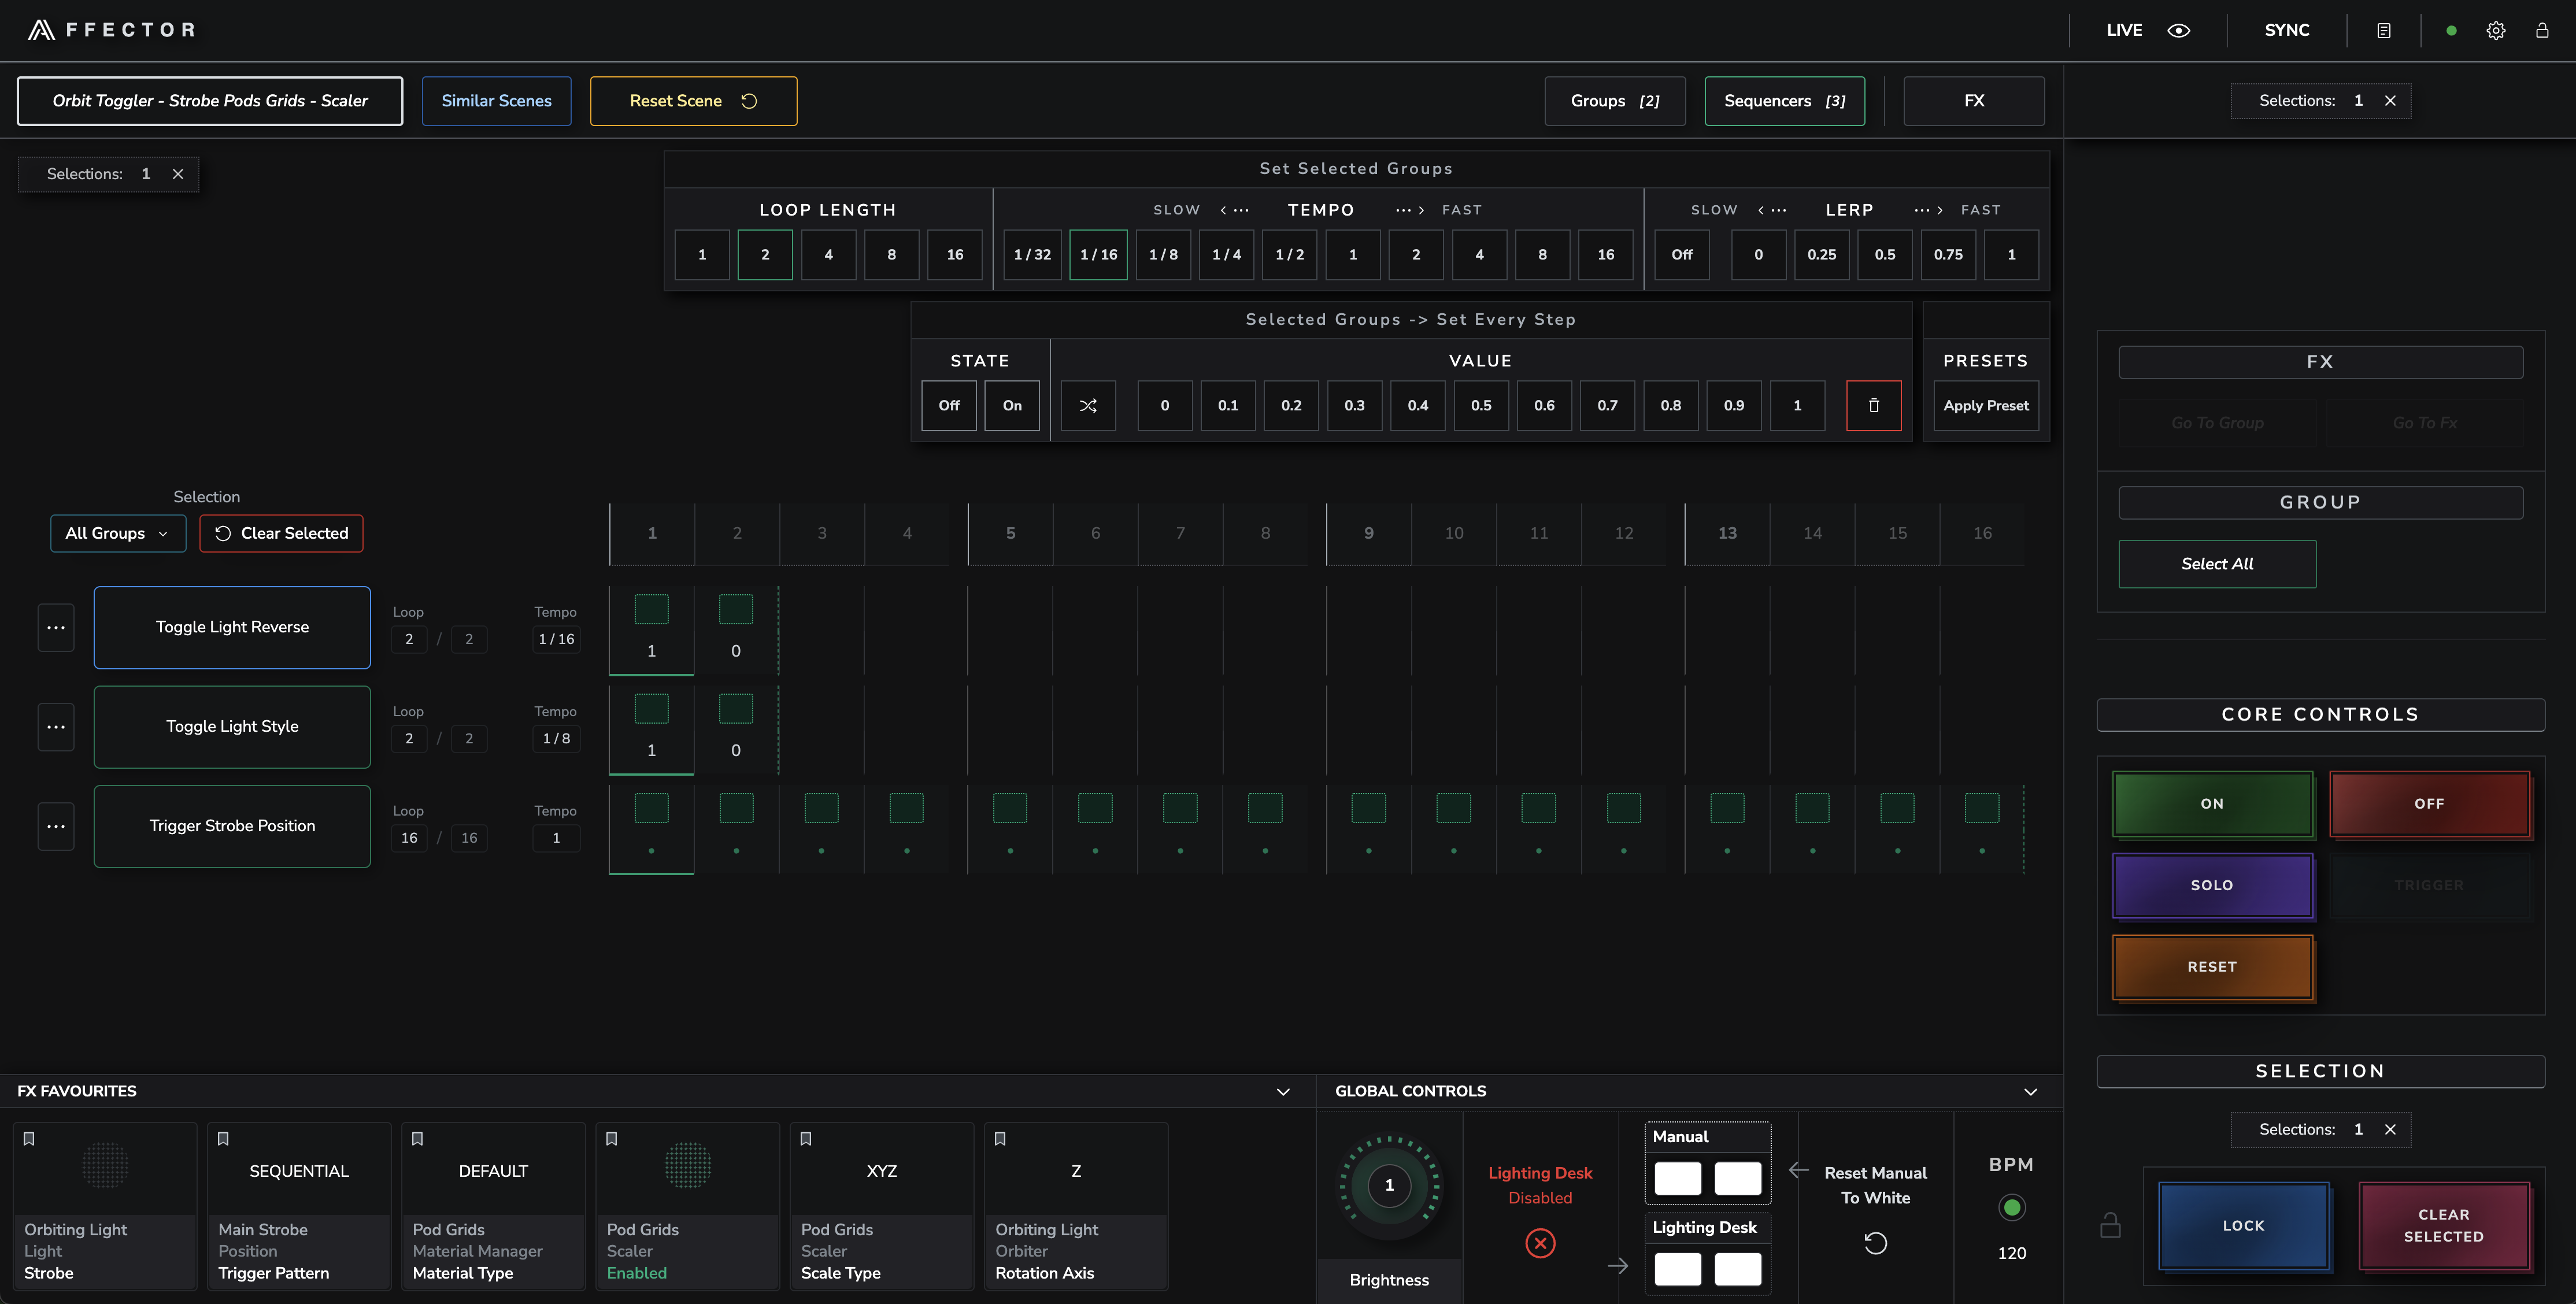 FFECTOR
LIVE
SYNC
Orbit Toggler - Strobe Pods Grids - Scaler
Similar Scenes
Reset Scene
Groups [2]
Sequencers [3]
FX
Selections: 1
Selections: 1
Set Selected Groups
LOOP LENGTH
SLOW < ··· TEMPO ··· > FAST
SLOW < ··· LERP ··· > FAST
1 2 4 8 16
1 / 32 1 / 16 1 / 8 1 / 4 1 / 2 1 2 4 8 16
Off 0 0.25 0.5 0.75 1
Selected Groups -> Set Every Step
STATE
VALUE
PRESETS
Off On
0 0.1 0.2 0.3 0.4 0.5 0.6 0.7 0.8 0.9 1
Apply Preset
FX
Go To Group
Go To Fx
GROUP
Select All
Selection
All Groups
Clear Selected
1 2 3 4 5 6 7 8 9 10 11 12 13 14 15 16
Toggle Light Reverse
Loop
2 / 2
Tempo
1 / 16
1 0
Toggle Light Style
Loop
2 / 2
Tempo
1 / 8
1 0
Trigger Strobe Position
Loop
16 / 16
Tempo
1
CORE CONTROLS
ON
OFF
SOLO
TRIGGER
RESET
SELECTION
Selections: 1
LOCK
CLEAR
SELECTED
FX FAVOURITES
Orbiting Light
Light
Strobe
SEQUENTIAL
Main Strobe
Position
Trigger Pattern
DEFAULT
Pod Grids
Material Manager
Material Type
Pod Grids
Scaler
Enabled
XYZ
Pod Grids
Scaler
Scale Type
Z
Orbiting Light
Orbiter
Rotation Axis
GLOBAL CONTROLS
1
Brightness
Lighting Desk
Disabled
Manual
Lighting Desk
Reset Manual
To White
BPM
120